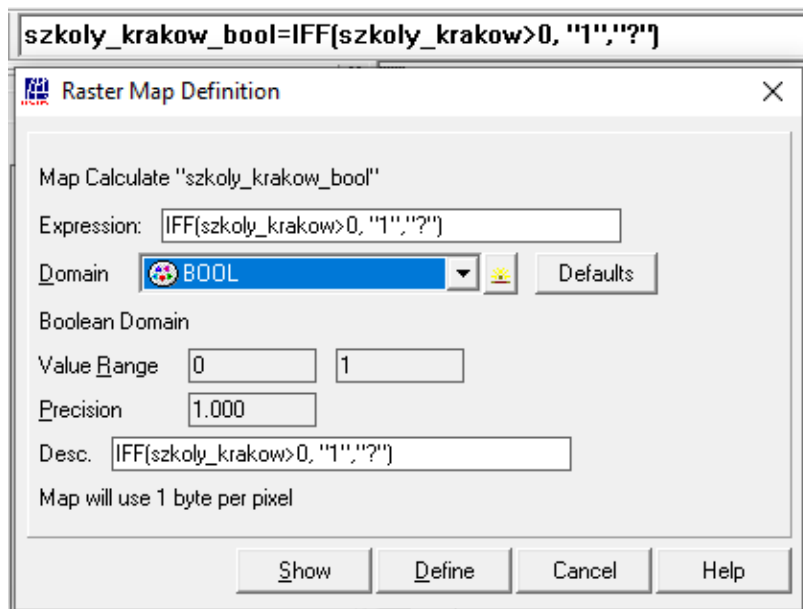 szkoly_krakow_bool=IFF(szkoly_krakow>0, "1","?")
Raster Map Definition
Map Calculate "szkoly_krakow_bool"
Expression: IFF(szkoly_krakow>0, "1","?")
Domain BOOL Defaults
Boolean Domain
Value Range 0 1
Precision 1.000
Desc. IFF(szkoly_krakow>0, "1","?")
Map will use 1 byte per pixel
Show Define Cancel Help